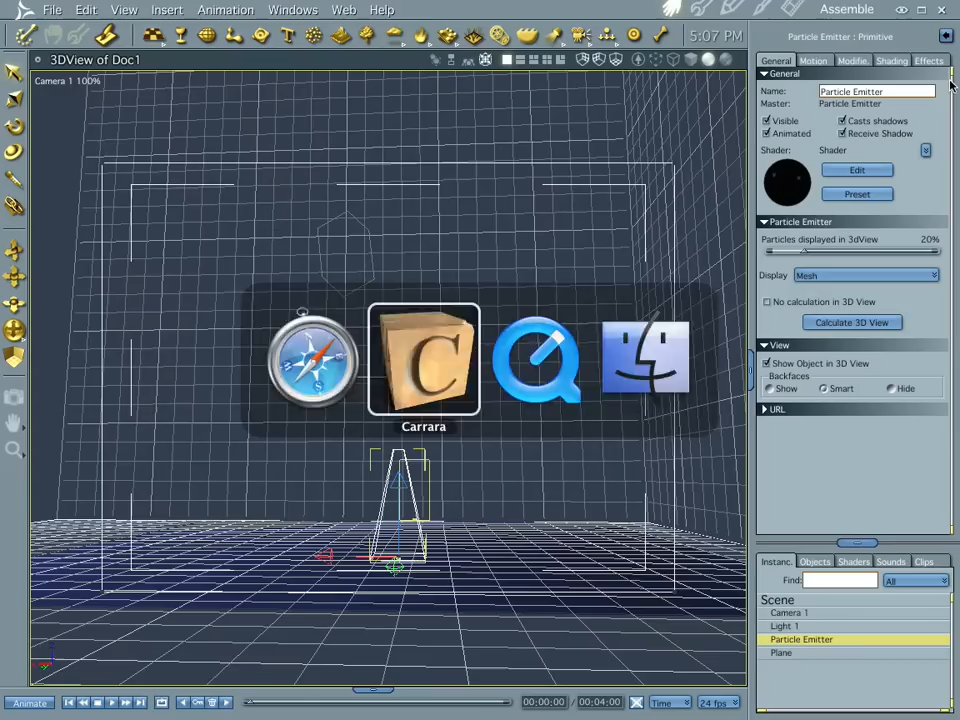 File Edit View Insert Animation Windows Web Help
Assemble
5:07 PM
3DView of Doc1
Camera 1 100%
Particle Emitter : Primitive
General Motion Modifie. Shading Effects
General
Name: Particle Emitter
Master: Particle Emitter
Visible Casts shadows
Animated Receive Shadow
Shader: Shader
Edit
Preset
Particle Emitter
Particles displayed in 3dView 20%
Display Mesh
No calculation in 3D View
Calculate 3D View
View
Show Object in 3D View
Backfaces
Show Smart Hide
URL
C
Carrara
Instanc. Objects Shaders Sounds Clips
Find: All
Scene
Camera 1
Light 1
Particle Emitter
Plane
Animate 00:00:00 / 00:04:00 Time 24 fps